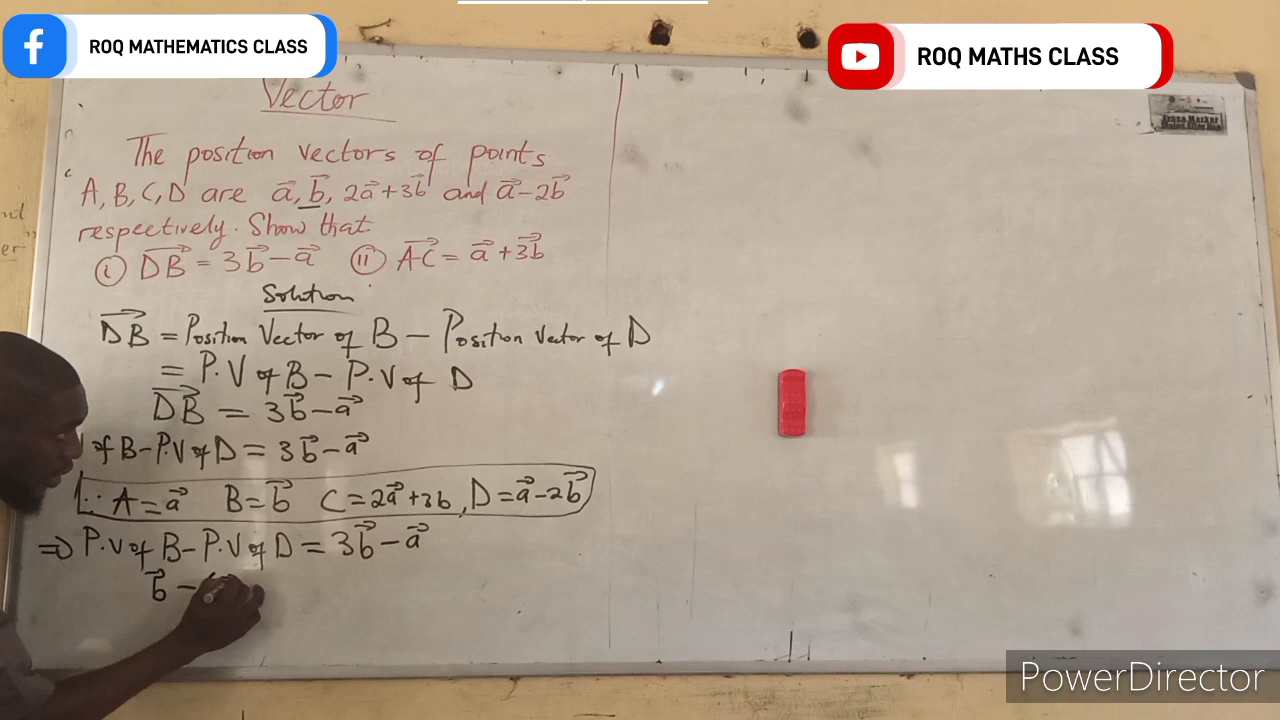 ROQ MATHEMATICS CLASS
ROQ MATHS CLASS
Vector
The position vectors of points
A, B, C, D are a⃗, b⃗, 2a⃗+3b⃗ and a⃗-2b⃗
respectively. Show that
(i) DB⃗ = 3b⃗-a⃗ (ii) AC⃗ = a⃗+3b⃗
Solution
DB⃗ = Position Vector of B - Position vector of D
= P.V of B - P.V of D
DB⃗ = 3b⃗-a⃗
of B-P.V of D = 3b⃗-a⃗
∵ A=a⃗ B=b⃗ C=2a⃗+3b, D=a⃗-2b⃗
⇒ P.V of B-P.V of D = 3b⃗-a⃗
b⃗ -
PowerDirector